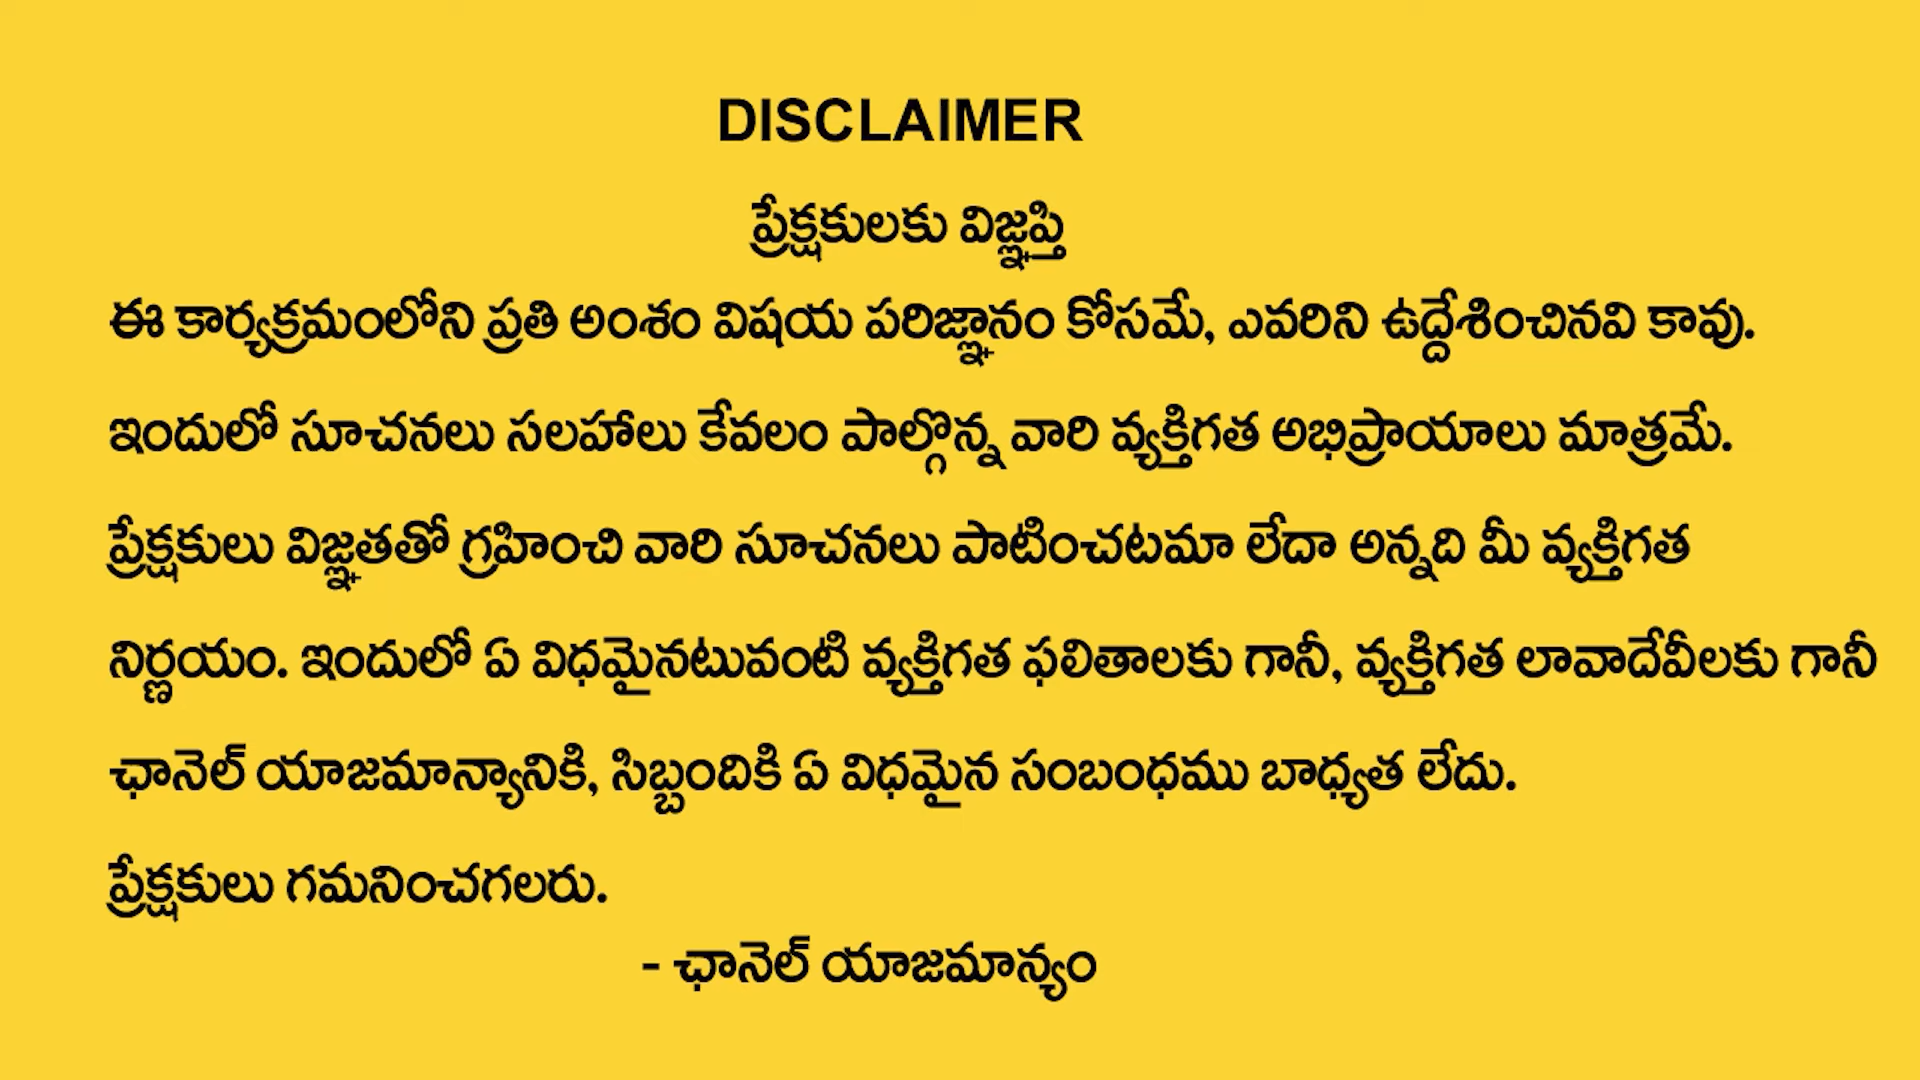 DISCLAIMER
ప్రేక్షకులకు విజ్ఞప్తి
ఈ కార్యక్రమంలోని ప్రతి అంశం విషయ పరిజ్ఞానం కోసమే, ఎవరిని ఉద్దేశించినవి కావు.
ఇందులో సూచనలు సలహాలు కేవలం పాల్గొన్న వారి వ్యక్తిగత అభిప్రాయాలు మాత్రమే.
ప్రేక్షకులు విజ్ఞతతో గ్రహించి వారి సూచనలు పాటించటమా లేదా అన్నది మీ వ్యక్తిగత
నిర్ణయం. ఇందులో ఏ విధమైనటువంటి వ్యక్తిగత ఫలితాలకు గానీ, వ్యక్తిగత లావాదేవీలకు గానీ
ఛానెల్ యాజమాన్యానికి, సిబ్బందికి ఏ విధమైన సంబంధము బాధ్యత లేదు.
ప్రేక్షకులు గమనించగలరు.
- ఛానెల్ యాజమాన్యం